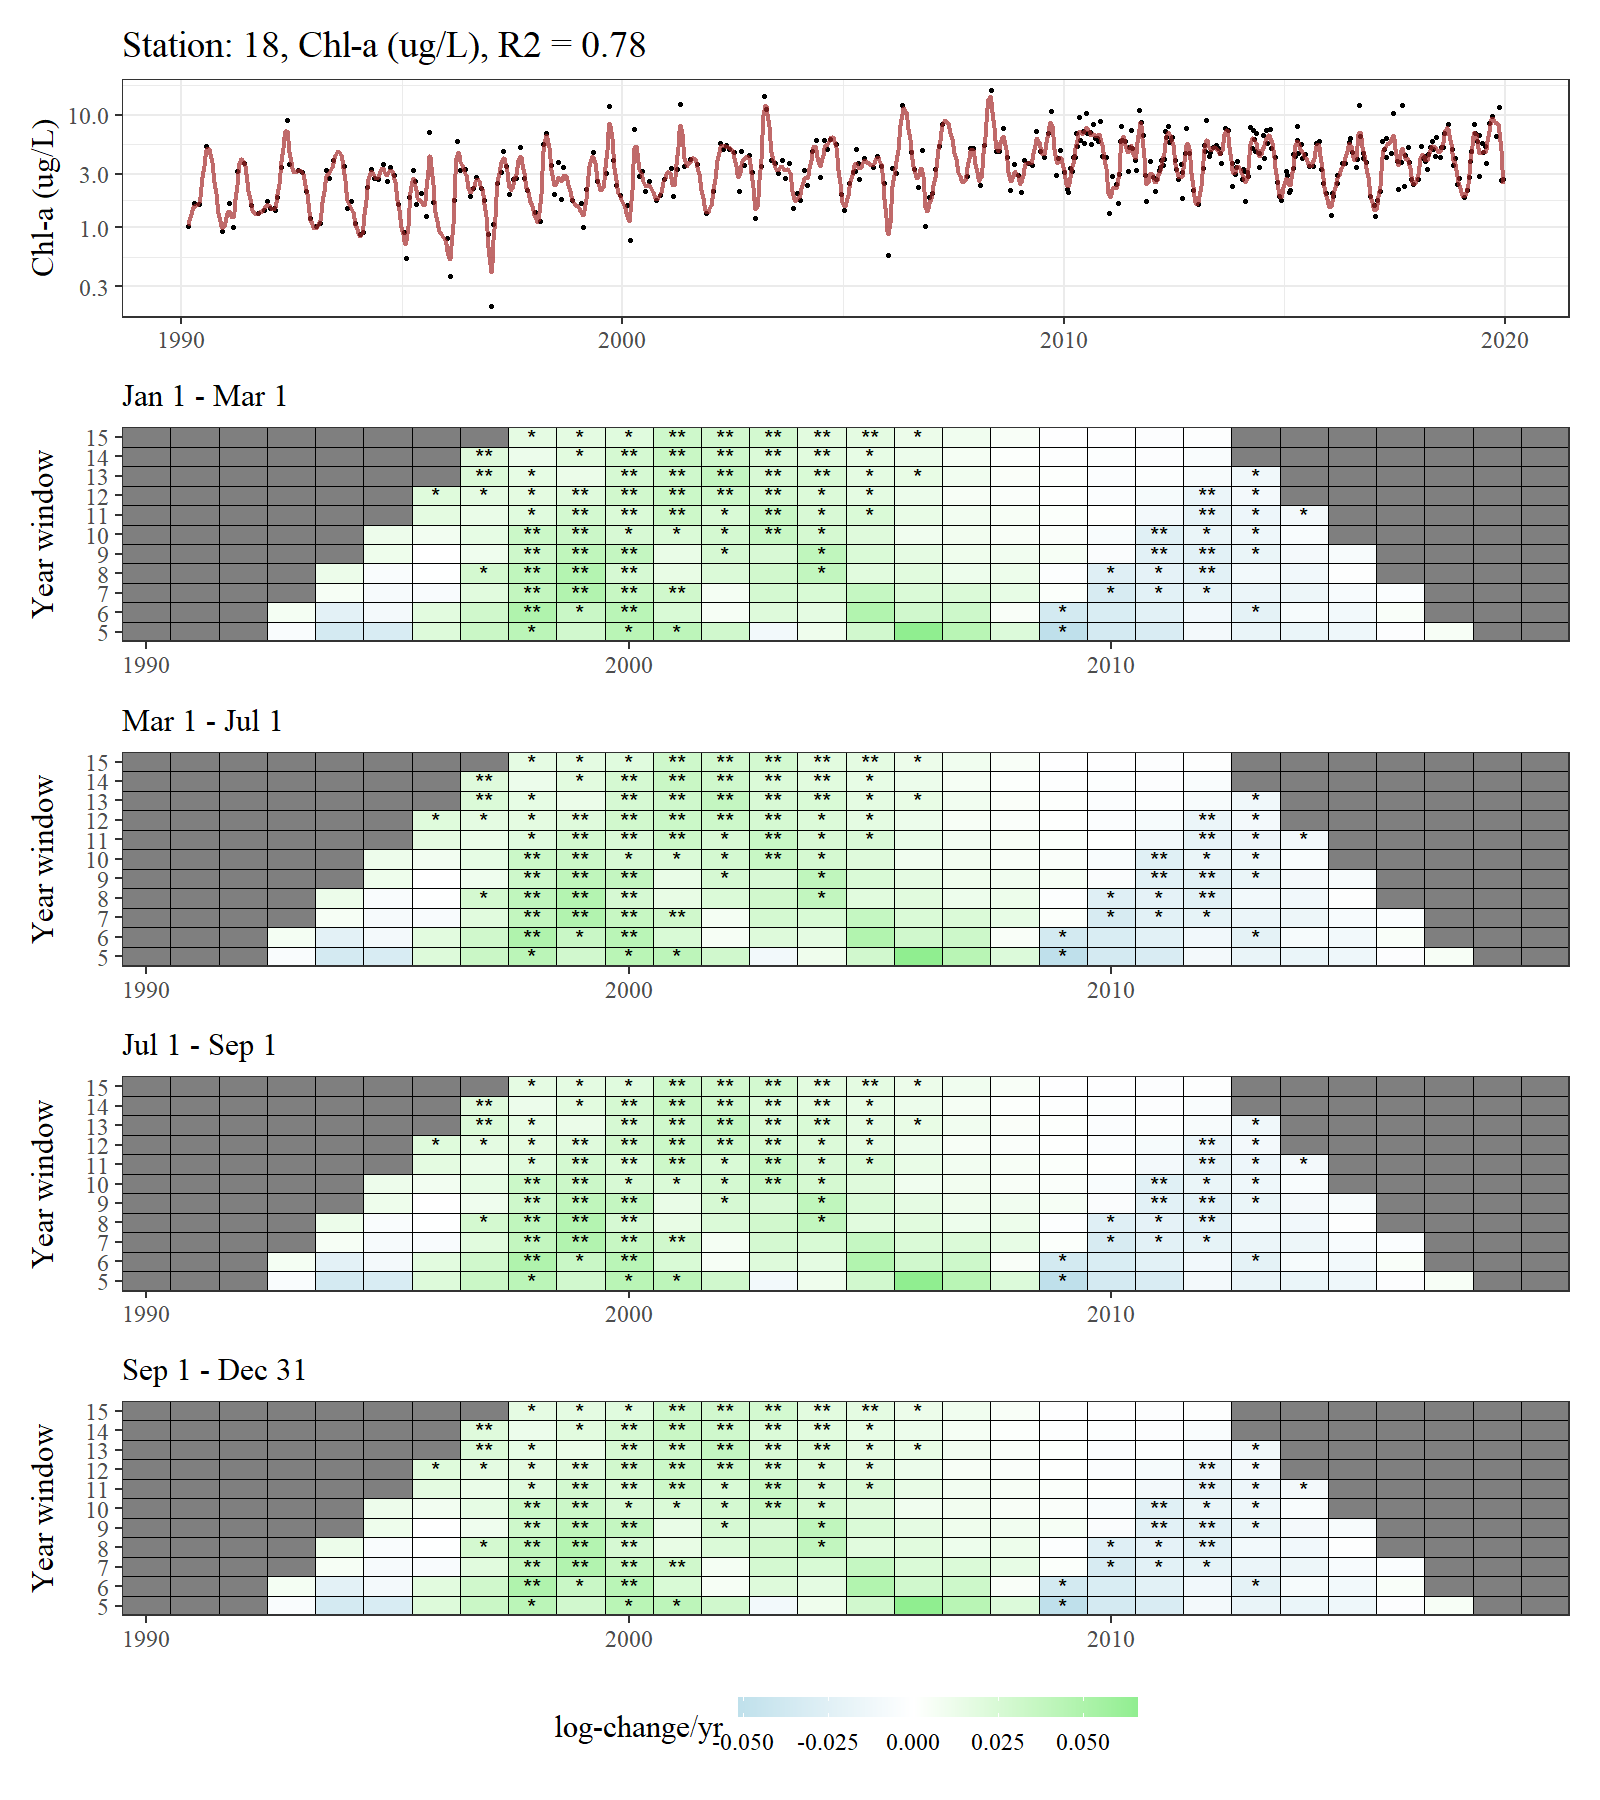 Station: 18, Chl-a (ug/L), R2 = 0.78
Chl-a (ug/L)
10.0
3.0
1.0
0.3
1990 2000 2010 2020
Jan 1 - Mar 1
Year window
15
14
13
12
11
10
9
8
7
6
5
1990 2000 2010
Mar 1 - Jul 1
Year window
15
14
13
12
11
10
9
8
7
6
5
1990 2000 2010
Jul 1 - Sep 1
Year window
15
14
13
12
11
10
9
8
7
6
5
1990 2000 2010
Sep 1 - Dec 31
Year window
15
14
13
12
11
10
9
8
7
6
5
1990 2000 2010
log-change/yr
-0.050 -0.025 0.000 0.025 0.050